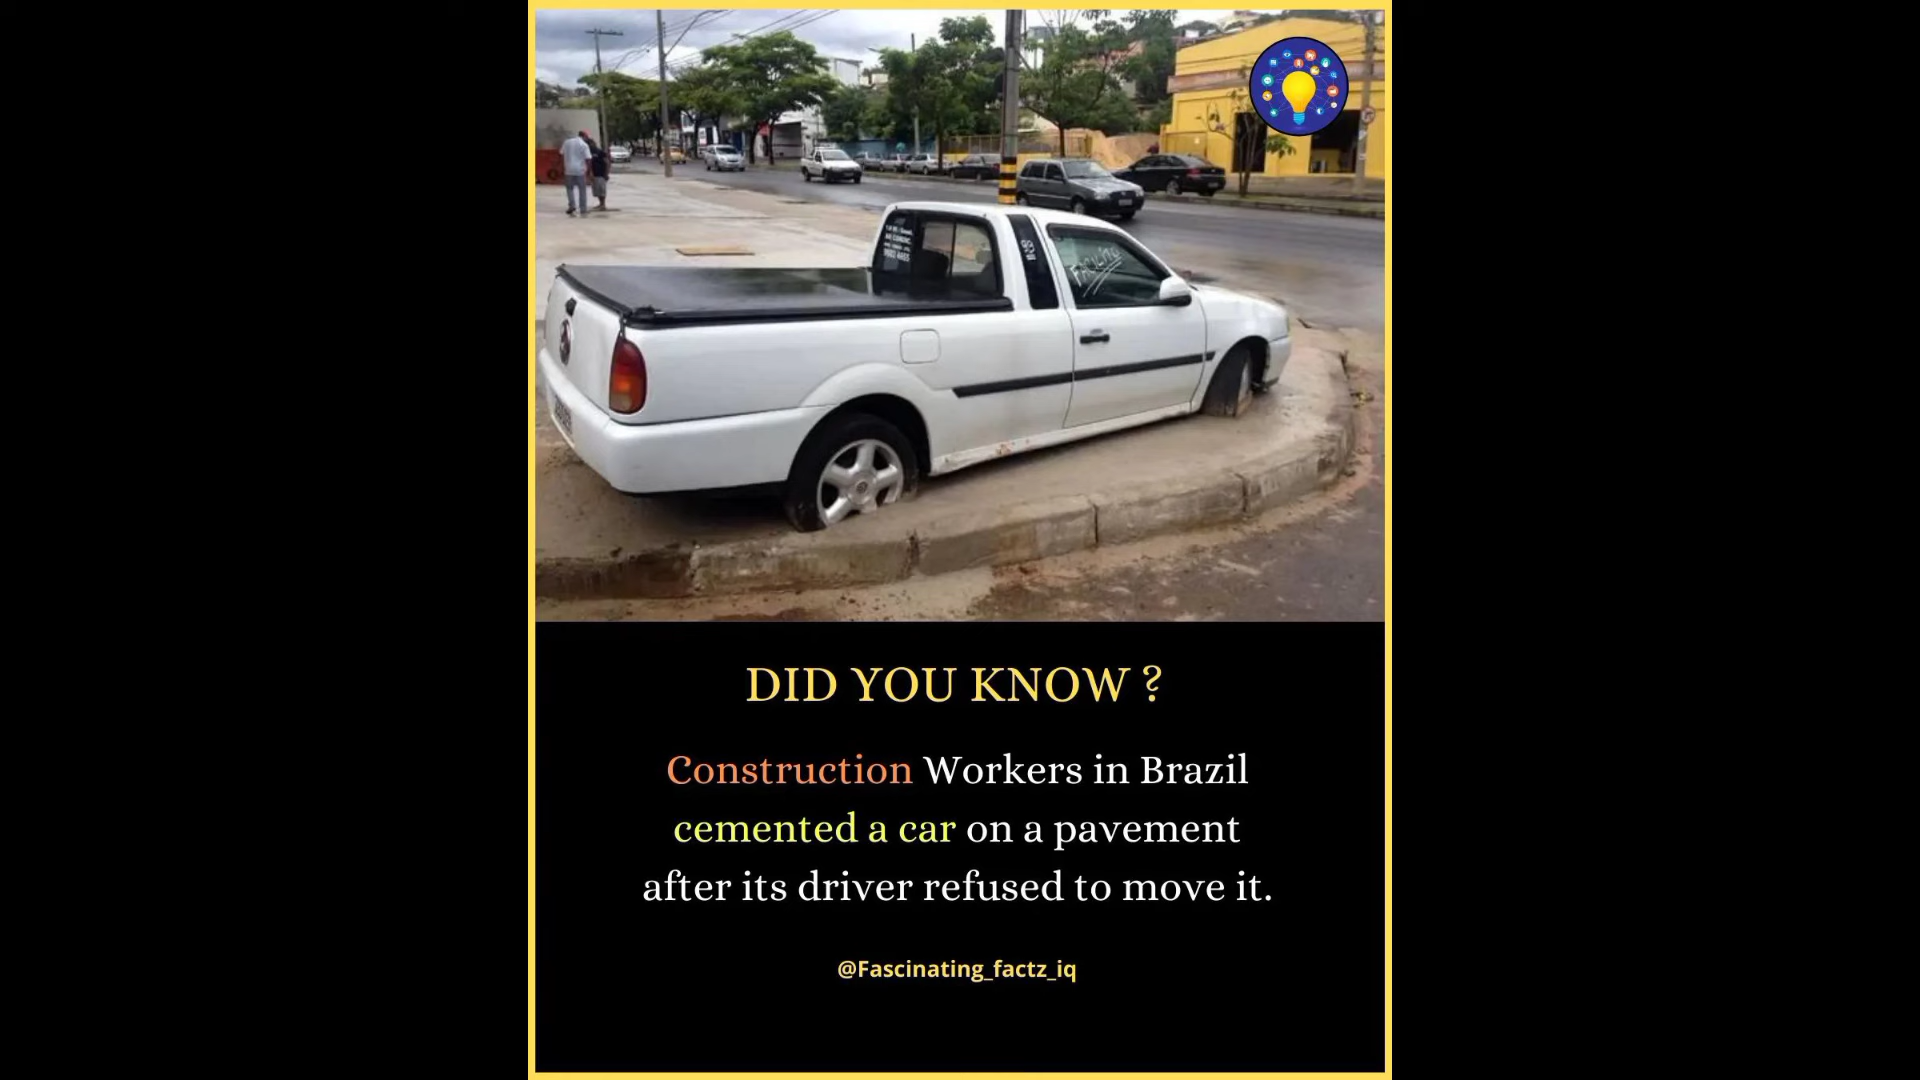 DID YOU KNOW ?
Construction Workers in Brazil
cemented a car on a pavement
after its driver refused to move it.
@Fascinating_factz_iq